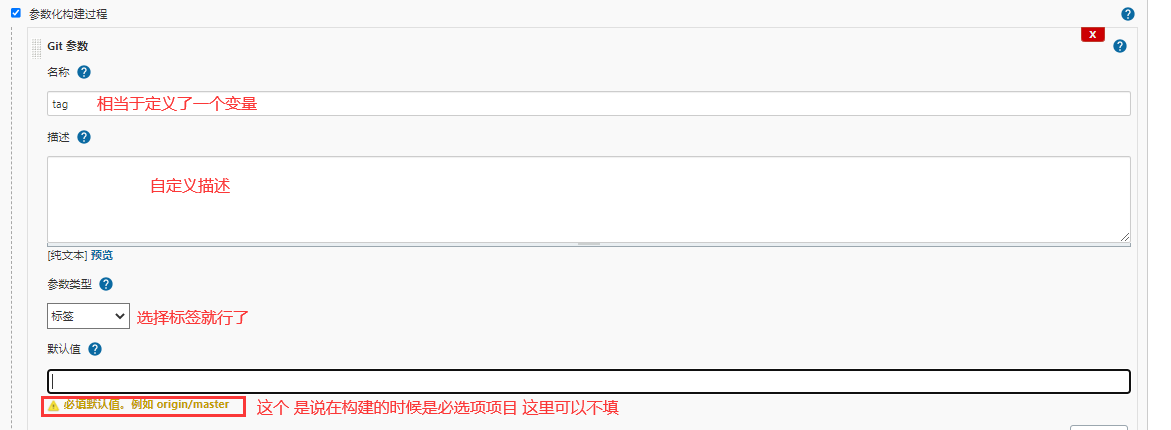 参数化构建过程
Git 参数
X
名称
tag 相当于定义了一个变量
描述
自定义描述
[纯文本] 预览
参数类型
标签 选择标签就行了
默认值
必填默认值。例如 origin/master 这个 是说在构建的时候是必选项项目 这里可以不填